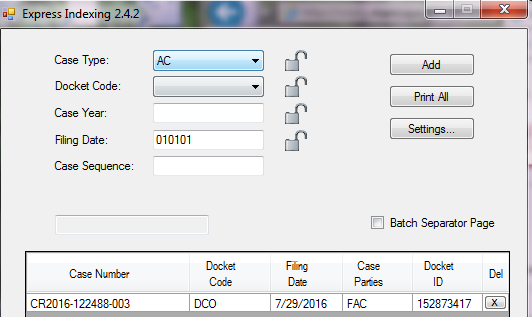 Express Indexing 2.4.2
Case Type: AC
Add
Docket Code:
Print All
Case Year:
Filing Date: 010101
Settings...
Case Sequence:
Batch Separator Page
Case Number Docket Code Filing Date Case Parties Docket ID Del
CR2016-122488-003 DCO 7/29/2016 FAC 152873417 X